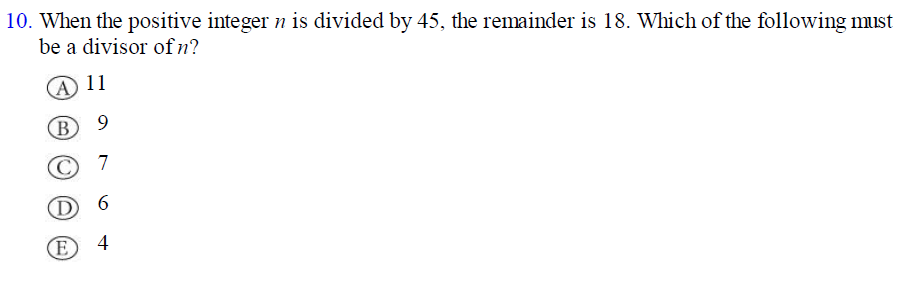 10. When the positive integer n is divided by 45, the remainder is 18. Which of the following must
be a divisor of n?
A 11
B 9
C 7
D 6
E 4